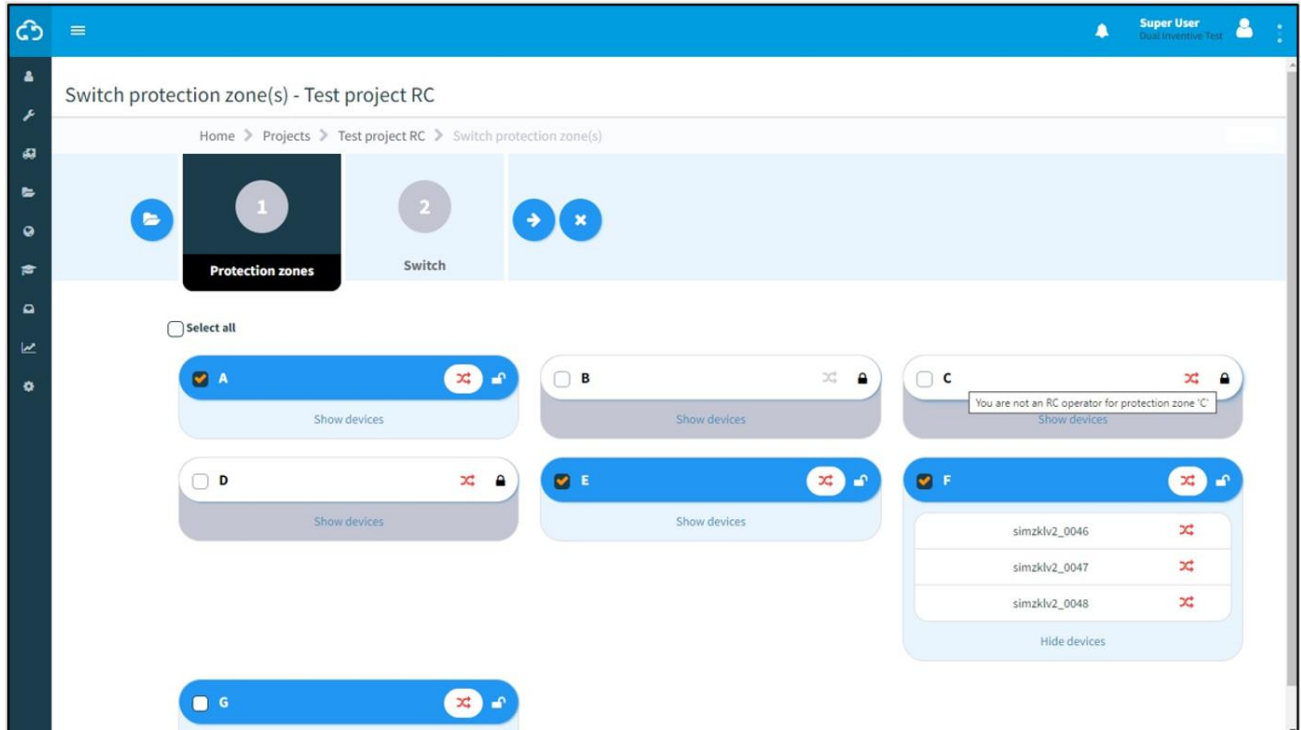 Super User
Dual Inventive Test
Switch protection zone(s) - Test project RC
Home > Projects > Test project RC > Switch protection zone(s)
1
2
Protection zones
Switch
Select all
A
B
C
You are not an RC operator for protection zone 'C'
Show devices
Show devices
Show devices
D
E
F
Show devices
Show devices
simzklv2_0046
simzklv2_0047
simzklv2_0048
Hide devices
G